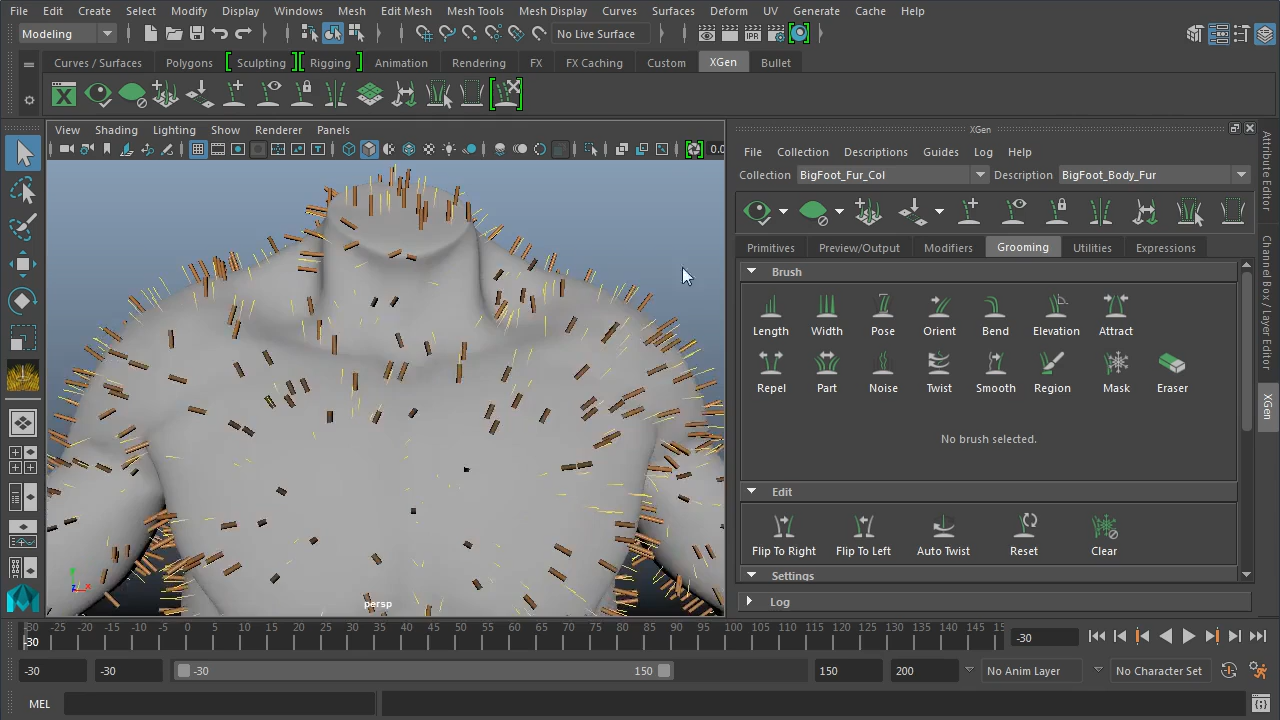 File Edit Create Select Modify Display Windows Mesh Edit Mesh Mesh Tools Mesh Display Curves Surfaces Deform UV Generate Cache Help
Modeling No Live Surface
Curves / Surfaces Polygons Sculpting Rigging Animation Rendering FX FX Caching Custom XGen Bullet
View Shading Lighting Show Renderer Panels
0.0
XGen
File Collection Descriptions Guides Log Help
Collection BigFoot_Fur_Col Description BigFoot_Body_Fur
Primitives Preview/Output Modifiers Grooming Utilities Expressions
Brush
Length Width Pose Orient Bend Elevation Attract
Repel Part Noise Twist Smooth Region Mask Eraser
No brush selected.
Edit
Flip To Right Flip To Left Auto Twist Reset Clear
Settings
Log
Attribute Editor
Channel Box / Layer Editor
XGen
persp
-30 -25 -20 -15 -10 -5 0 5 10 15 20 25 30 35 40 45 50 55 60 65 70 75 80 85 90 95 100 105 110 115 120 125 130 135 140 145 15
-30
-30
-30 -30 -30 150 150 200 No Anim Layer No Character Set
MEL